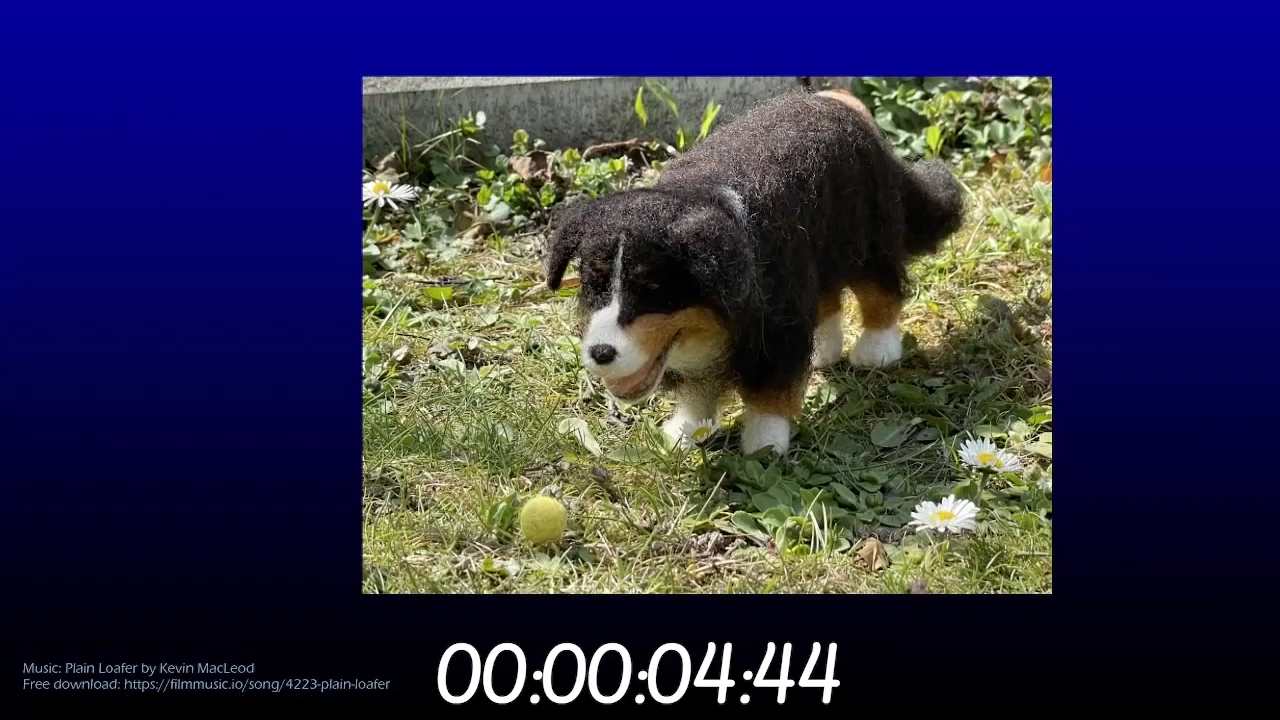 Music: Plain Loafer by Kevin MacLeod
Free download: https://filmmusic.io/song/4223-plain-loafer
00:00:04:44